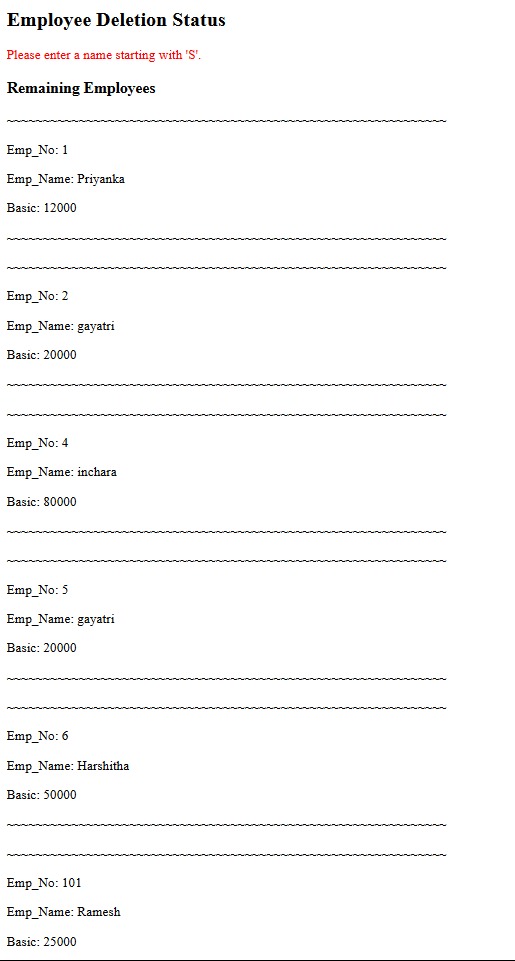 Employee Deletion Status
Please enter a name starting with 'S'.
Remaining Employees
~~~~~~~~~~~~~~~~~~~~~~~~~~~~~~~~~~~~~~~~~~~~~~~~~~~~~~~~~~~~~
Emp_No: 1
Emp_Name: Priyanka
Basic: 12000
~~~~~~~~~~~~~~~~~~~~~~~~~~~~~~~~~~~~~~~~~~~~~~~~~~~~~~~~~~~~~
~~~~~~~~~~~~~~~~~~~~~~~~~~~~~~~~~~~~~~~~~~~~~~~~~~~~~~~~~~~~~
Emp_No: 2
Emp_Name: gayatri
Basic: 20000
~~~~~~~~~~~~~~~~~~~~~~~~~~~~~~~~~~~~~~~~~~~~~~~~~~~~~~~~~~~~~
~~~~~~~~~~~~~~~~~~~~~~~~~~~~~~~~~~~~~~~~~~~~~~~~~~~~~~~~~~~~~
Emp_No: 4
Emp_Name: inchara
Basic: 80000
~~~~~~~~~~~~~~~~~~~~~~~~~~~~~~~~~~~~~~~~~~~~~~~~~~~~~~~~~~~~~
~~~~~~~~~~~~~~~~~~~~~~~~~~~~~~~~~~~~~~~~~~~~~~~~~~~~~~~~~~~~~
Emp_No: 5
Emp_Name: gayatri
Basic: 20000
~~~~~~~~~~~~~~~~~~~~~~~~~~~~~~~~~~~~~~~~~~~~~~~~~~~~~~~~~~~~~
~~~~~~~~~~~~~~~~~~~~~~~~~~~~~~~~~~~~~~~~~~~~~~~~~~~~~~~~~~~~~
Emp_No: 6
Emp_Name: Harshitha
Basic: 50000
~~~~~~~~~~~~~~~~~~~~~~~~~~~~~~~~~~~~~~~~~~~~~~~~~~~~~~~~~~~~~
~~~~~~~~~~~~~~~~~~~~~~~~~~~~~~~~~~~~~~~~~~~~~~~~~~~~~~~~~~~~~
Emp_No: 101
Emp_Name: Ramesh
Basic: 25000